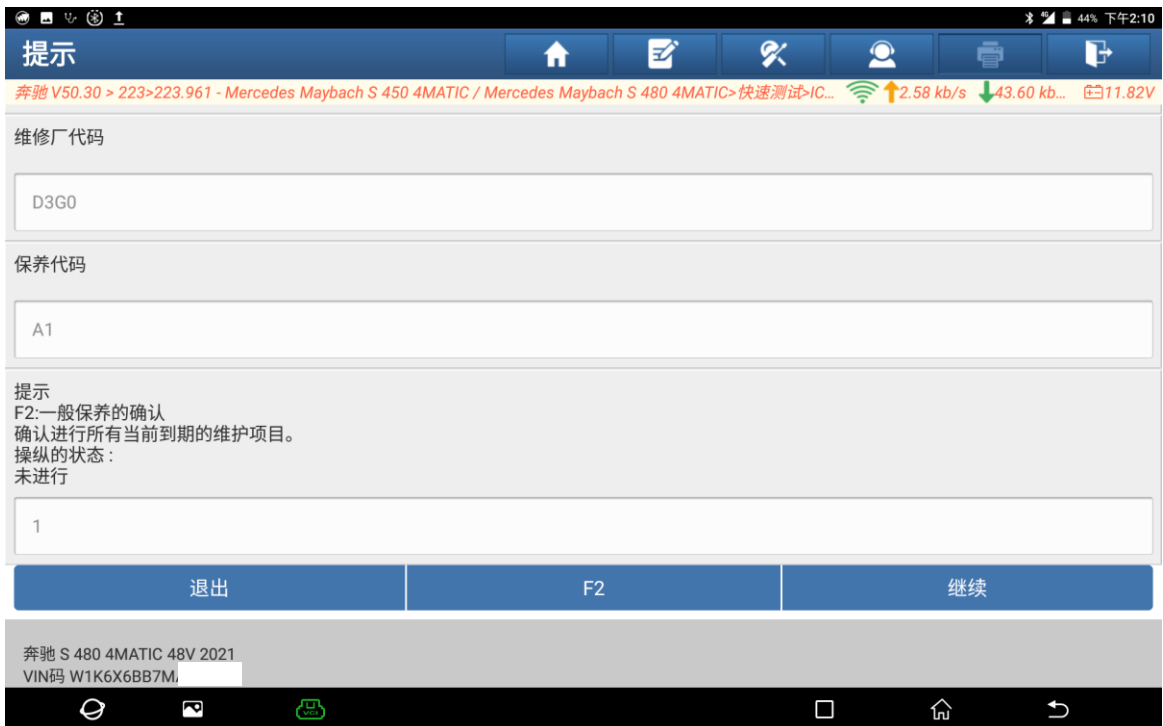 44% 下午2:10
提示
奔驰 V50.30 > 223>223.961 - Mercedes Maybach S 450 4MATIC / Mercedes Maybach S 480 4MATIC>快速测试>IC... 2.58 kb/s 43.60 kb... 11.82V
维修厂代码
D3G0
保养代码
A1
提示
F2:一般保养的确认
确认进行所有当前到期的维护项目。
操纵的状态 :
未进行
1
退出 F2 继续
奔驰 S 480 4MATIC 48V 2021
VIN码 W1K6X6BB7M